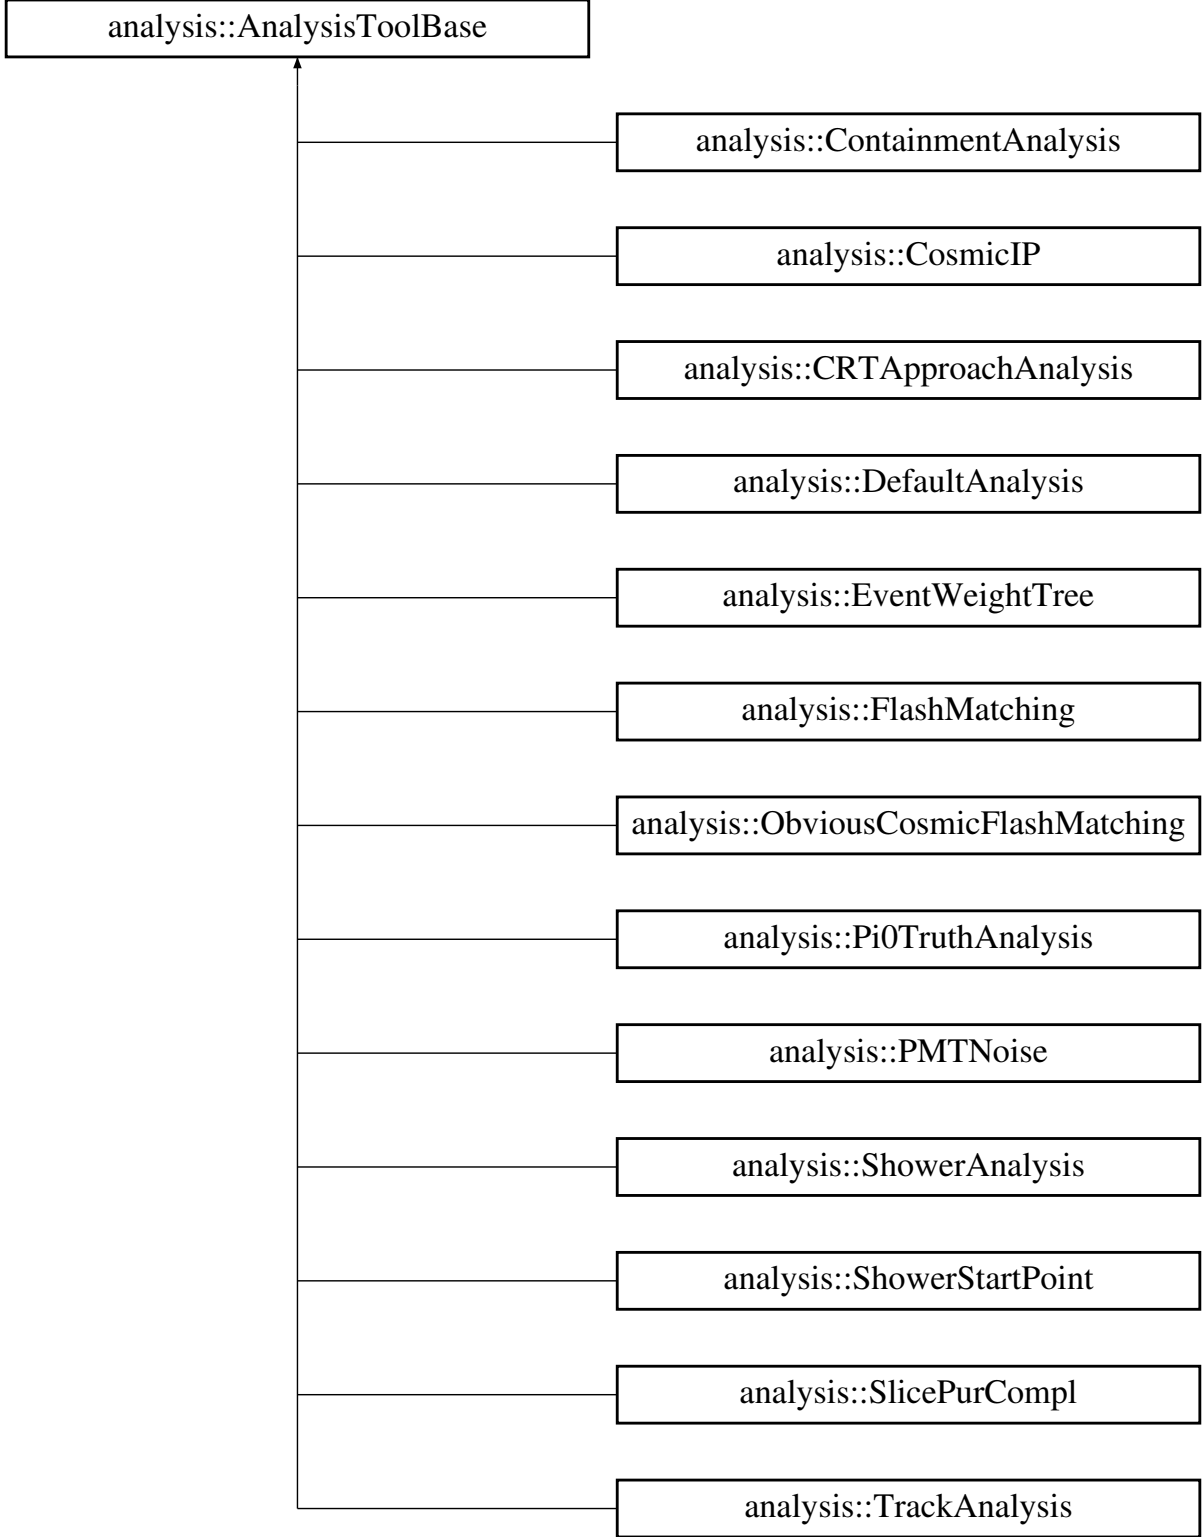 analysis::AnalysisToolBase
analysis::ContainmentAnalysis
analysis::CosmicIP
analysis::CRTApproachAnalysis
analysis::DefaultAnalysis
analysis::EventWeightTree
analysis::FlashMatching
analysis::ObviousCosmicFlashMatching
analysis::Pi0TruthAnalysis
analysis::PMTNoise
analysis::ShowerAnalysis
analysis::ShowerStartPoint
analysis::SlicePurCompl
analysis::TrackAnalysis